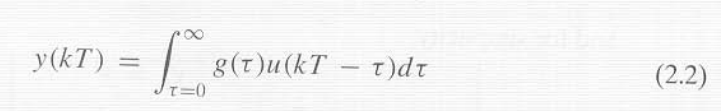 y(kT) = ∫_{τ=0}^{∞} g(τ)u(kT − τ)dτ (2.2)